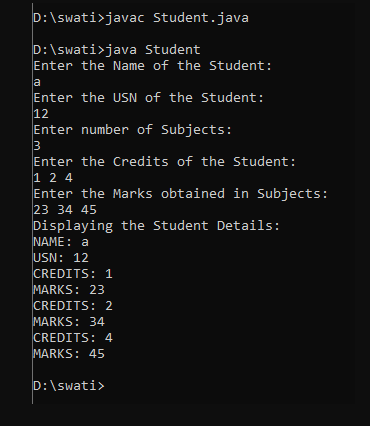 D:\swati>javac Student.java
D:\swati>java Student
Enter the Name of the Student:
a
Enter the USN of the Student:
12
Enter number of Subjects:
3
Enter the Credits of the Student:
1 2 4
Enter the Marks obtained in Subjects:
23 34 45
Displaying the Student Details:
NAME: a
USN: 12
CREDITS: 1
MARKS: 23
CREDITS: 2
MARKS: 34
CREDITS: 4
MARKS: 45
D:\swati>